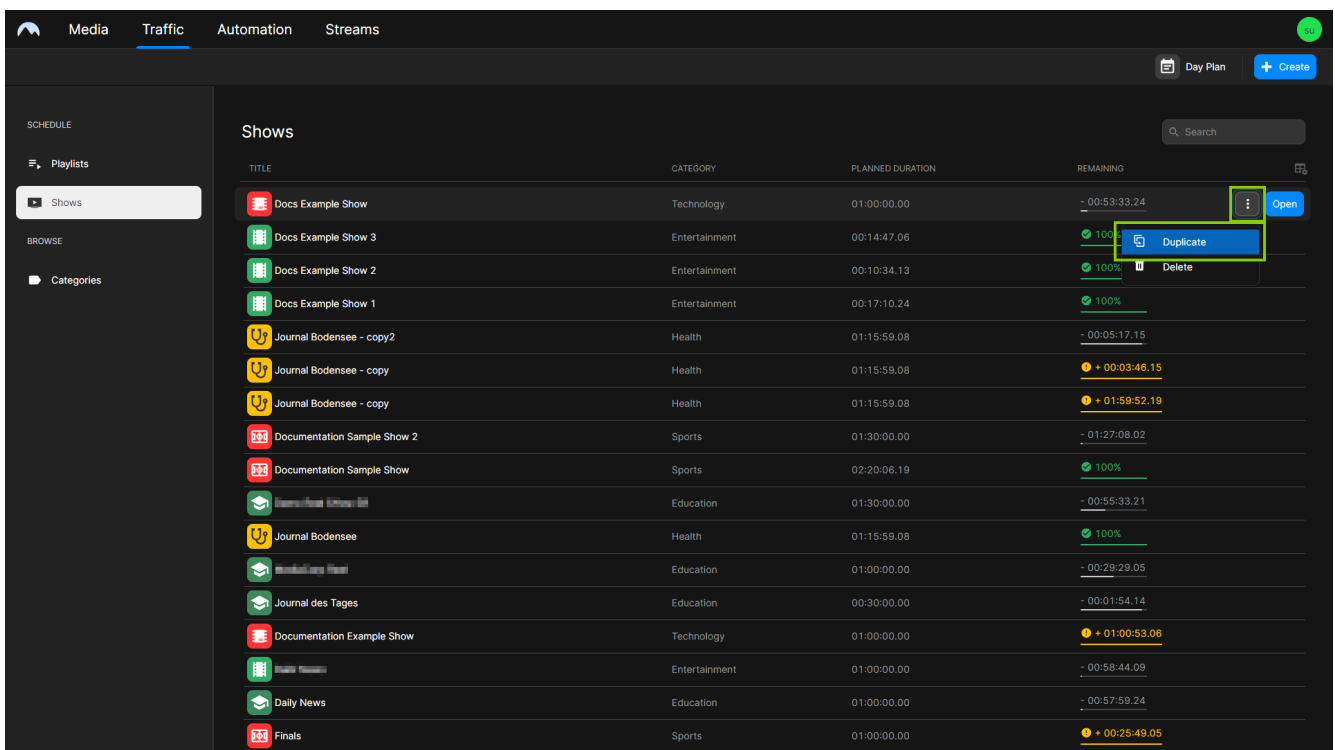 Media Traffic Automation Streams su
Day Plan + Create
SCHEDULE
Playlists
Shows
BROWSE
Categories
Shows Search
TITLE CATEGORY PLANNED DURATION REMAINING
Docs Example Show Technology 01:00:00.00 - 00:53:33.24 Open
Docs Example Show 3 Entertainment 00:14:47.06 100
Duplicate
Docs Example Show 2 Entertainment 00:10:34.13 100%
Delete
Docs Example Show 1 Entertainment 00:17:10.24 100%
Journal Bodensee - copy2 Health 01:15:59.08 - 00:05:17.15
Journal Bodensee - copy Health 01:15:59.08 + 00:03:46.15
Journal Bodensee - copy Health 01:15:59.08 + 01:59:52.19
Documentation Sample Show 2 Sports 01:30:00.00 - 01:27:08.02
Documentation Sample Show Sports 02:20:06.19 100%
Education 01:30:00.00 - 00:55:33.21
Journal Bodensee Health 01:15:59.08 100%
Education 01:00:00.00 - 00:29:29.05
Journal des Tages Education 00:30:00.00 - 00:01:54.14
Documentation Example Show Technology 01:00:00.00 + 01:00:53.06
Entertainment 01:00:00.00 - 00:58:44.09
Daily News Education 01:00:00.00 - 00:57:59.24
Finals Sports 01:00:00.00 + 00:25:49.05